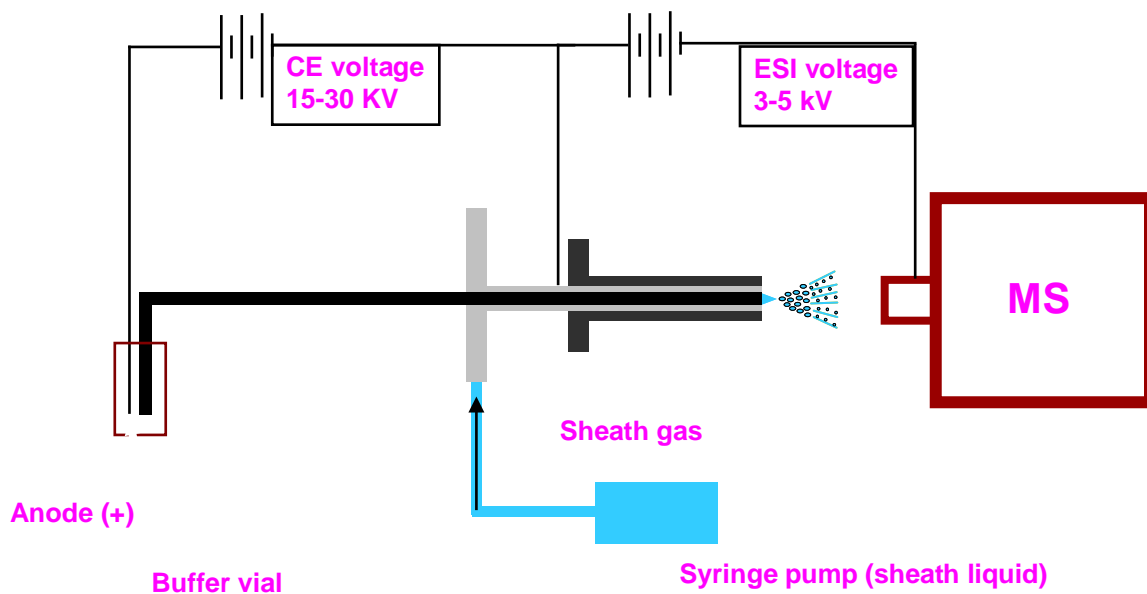 CE voltage
15-30 KV
ESI voltage
3-5 kV
MS
Sheath gas
Anode (+)
Syringe pump (sheath liquid)
Buffer vial